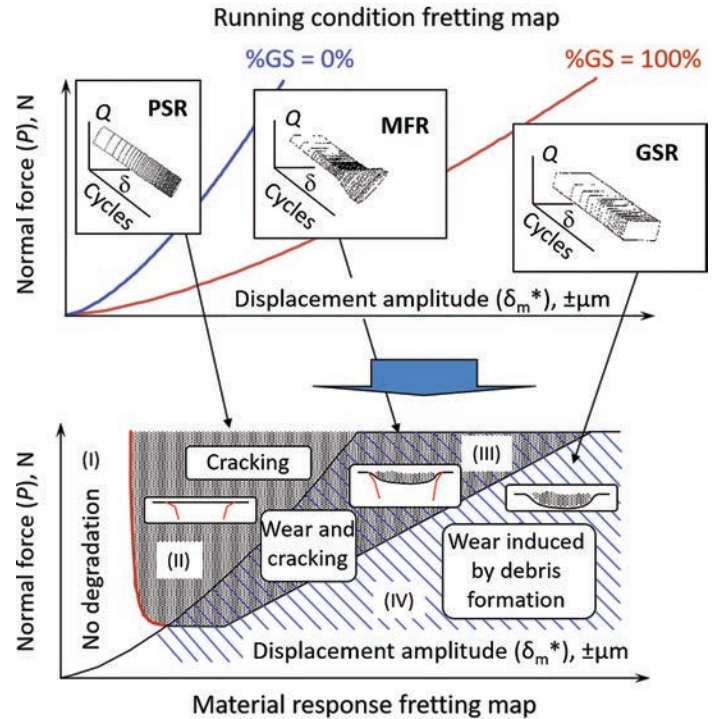 Running condition fretting map
Normal force (P), N
%GS = 0%
%GS = 100%
PSR
Q
δ
Cycles
MFR
Q
δ
Cycles
GSR
Q
δ
Cycles
Displacement amplitude (δm*), ±μm
Normal force (P), N
(I)
No degradation
Cracking
(II)
Wear and
cracking
(III)
Wear induced
by debris
formation
(IV)
Displacement amplitude (δm*), ±μm
Material response fretting map